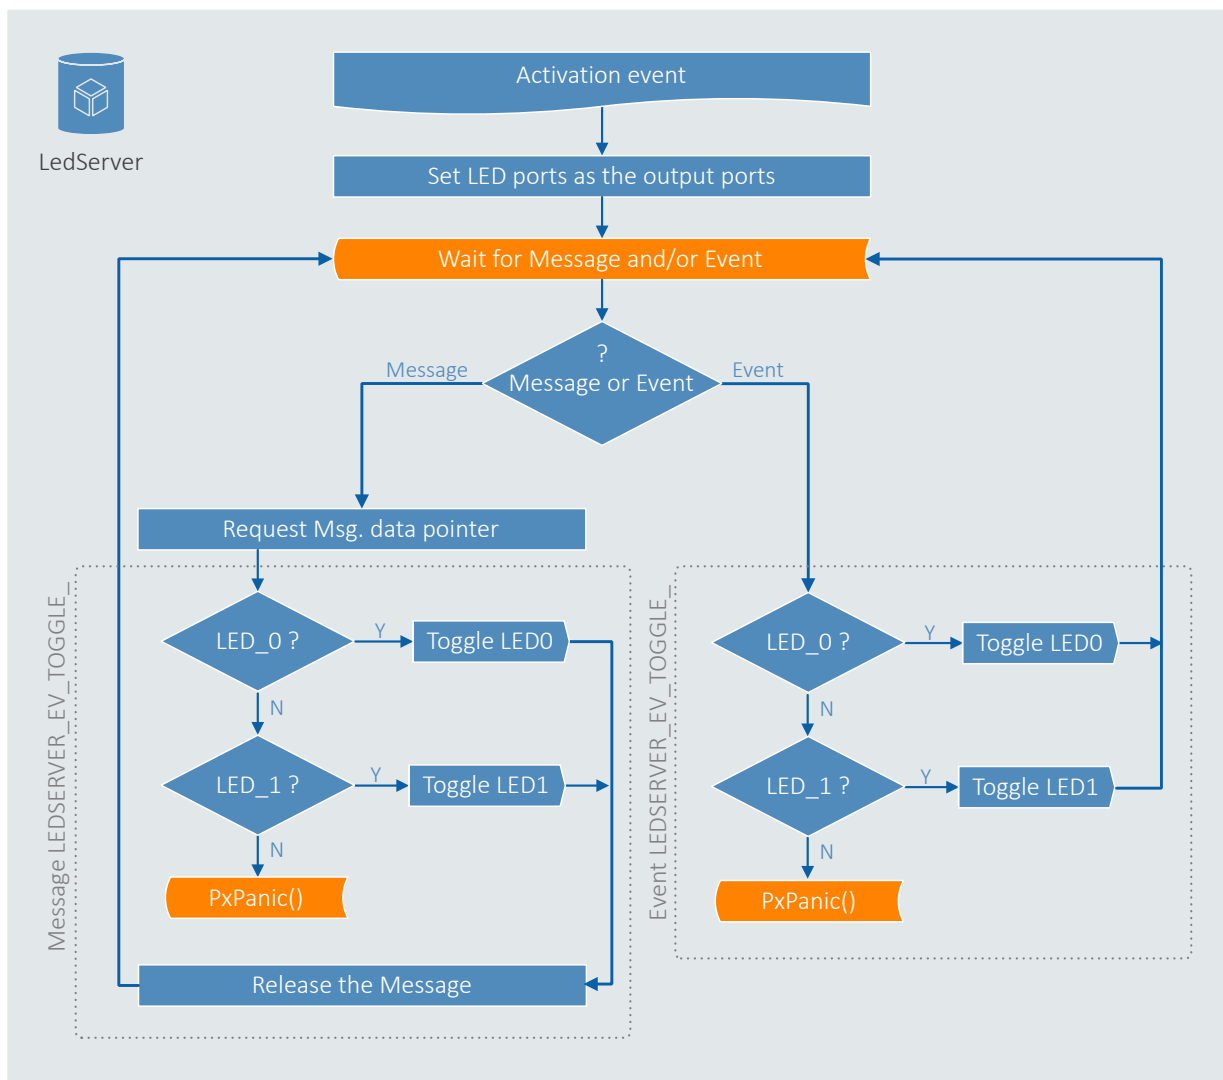 Activation event
LedServer
Set LED ports as the output ports
Wait for Message and/or Event
?
Message or Event
Message
Event
Request Msg. data pointer
Message LEDSERVER_EV_TOGGLE_
LED_0 ?
Y
Toggle LED0
N
LED_1 ?
Y
Toggle LED1
N
PxPanic()
Release the Message
Event LEDSERVER_EV_TOGGLE_
LED_0 ?
Y
Toggle LED0
N
LED_1 ?
Y
Toggle LED1
N
PxPanic()